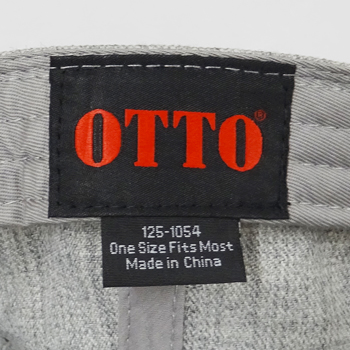 OTTO®
125-1054
One Size Fits Most
Made in China